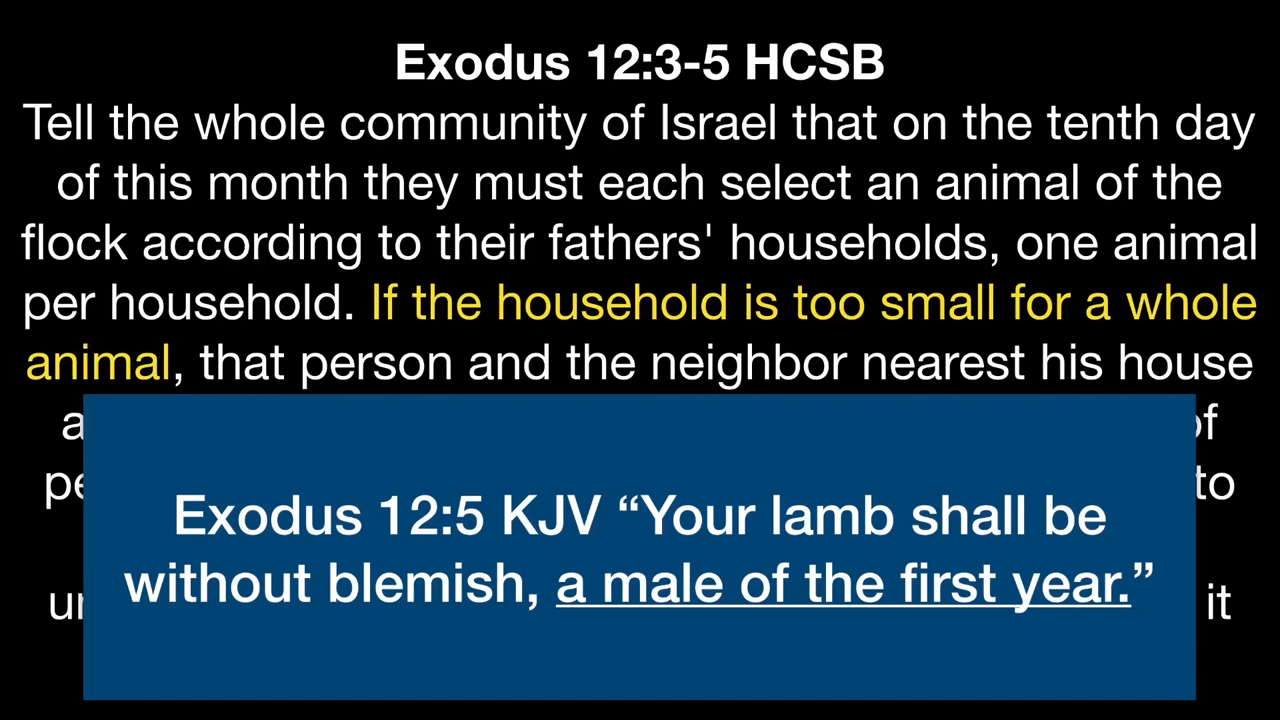 Exodus 12:3-5 HCSB
Tell the whole community of Israel that on the tenth day
of this month they must each select an animal of the
flock according to their fathers' households, one animal
per household. If the household is too small for a whole
animal, that person and the neighbor nearest his house
of
to
Exodus 12:5 KJV “Your lamb shall be
without blemish, a male of the first year.”
it